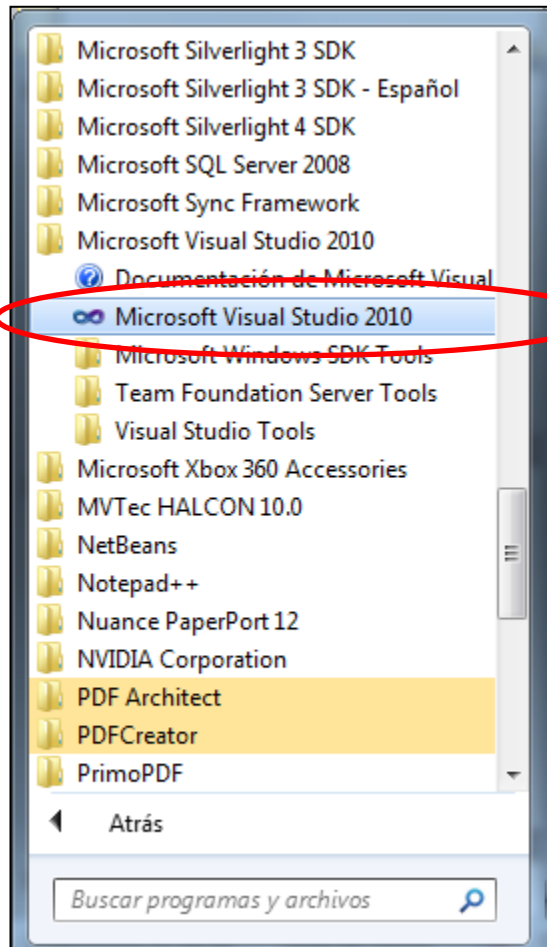 Microsoft Silverlight 3 SDK
Microsoft Silverlight 3 SDK - Español
Microsoft Silverlight 4 SDK
Microsoft SQL Server 2008
Microsoft Sync Framework
Microsoft Visual Studio 2010
Documentación de Microsoft Visual
Microsoft Visual Studio 2010
Microsoft Windows SDK Tools
Team Foundation Server Tools
Visual Studio Tools
Microsoft Xbox 360 Accessories
MVTec HALCON 10.0
NetBeans
Notepad++
Nuance PaperPort 12
NVIDIA Corporation
PDF Architect
PDFCreator
PrimoPDF
Atrás
Buscar programas y archivos